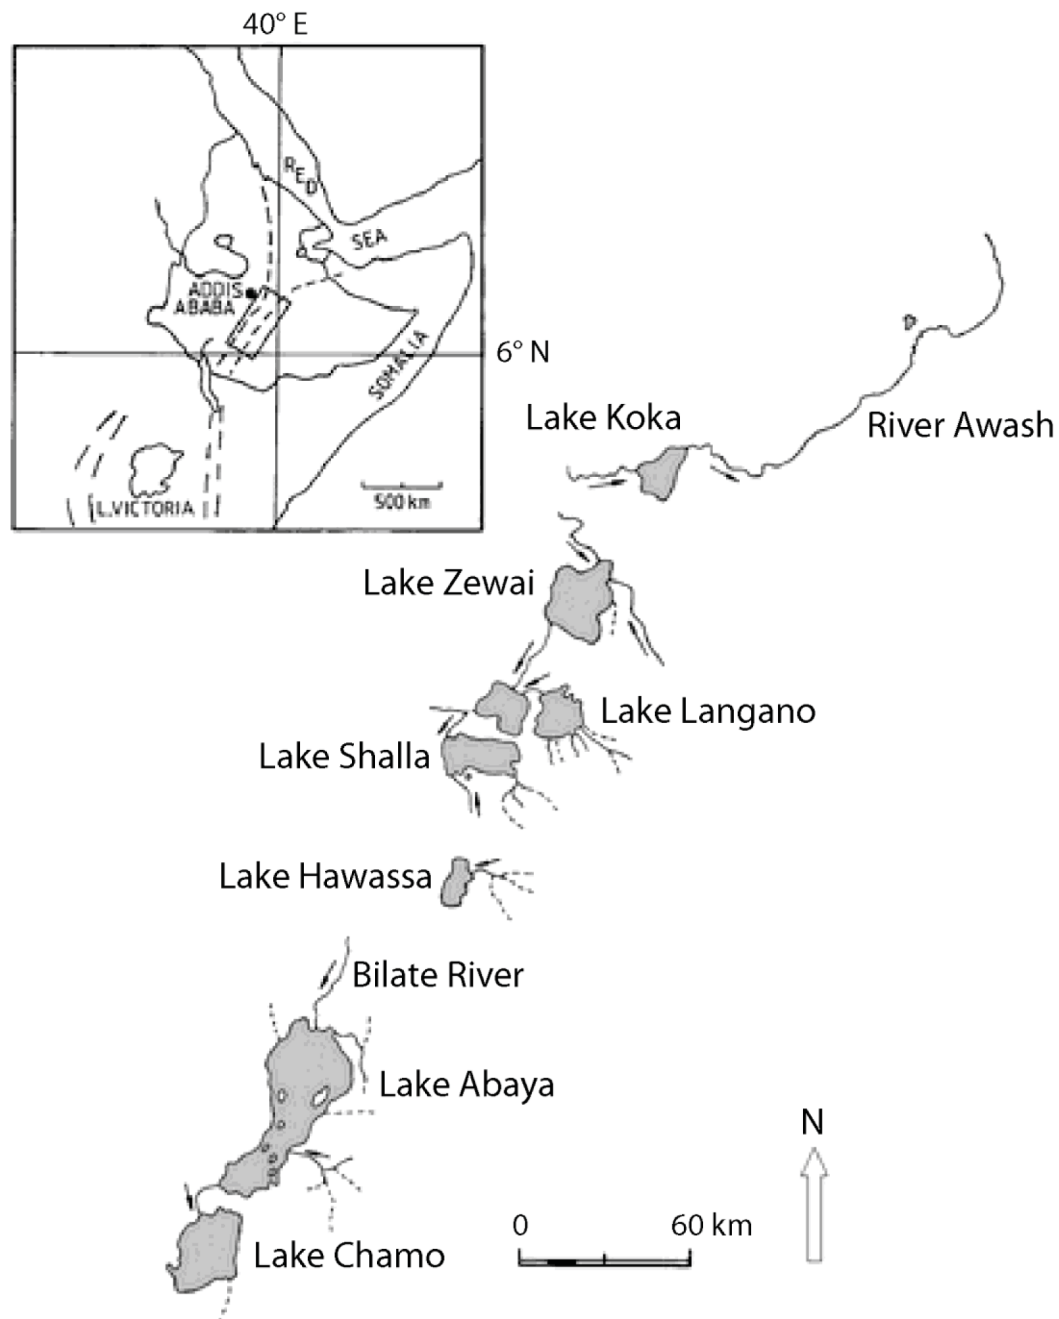 40° E
RED
SEA
ADDIS
ABABA
6° N
SOMALIA
L.VICTORIA
500 km
Lake Koka
River Awash
Lake Zewai
Lake Langano
Lake Shalla
Lake Hawassa
Bilate River
Lake Abaya
N
0 60 km
Lake Chamo